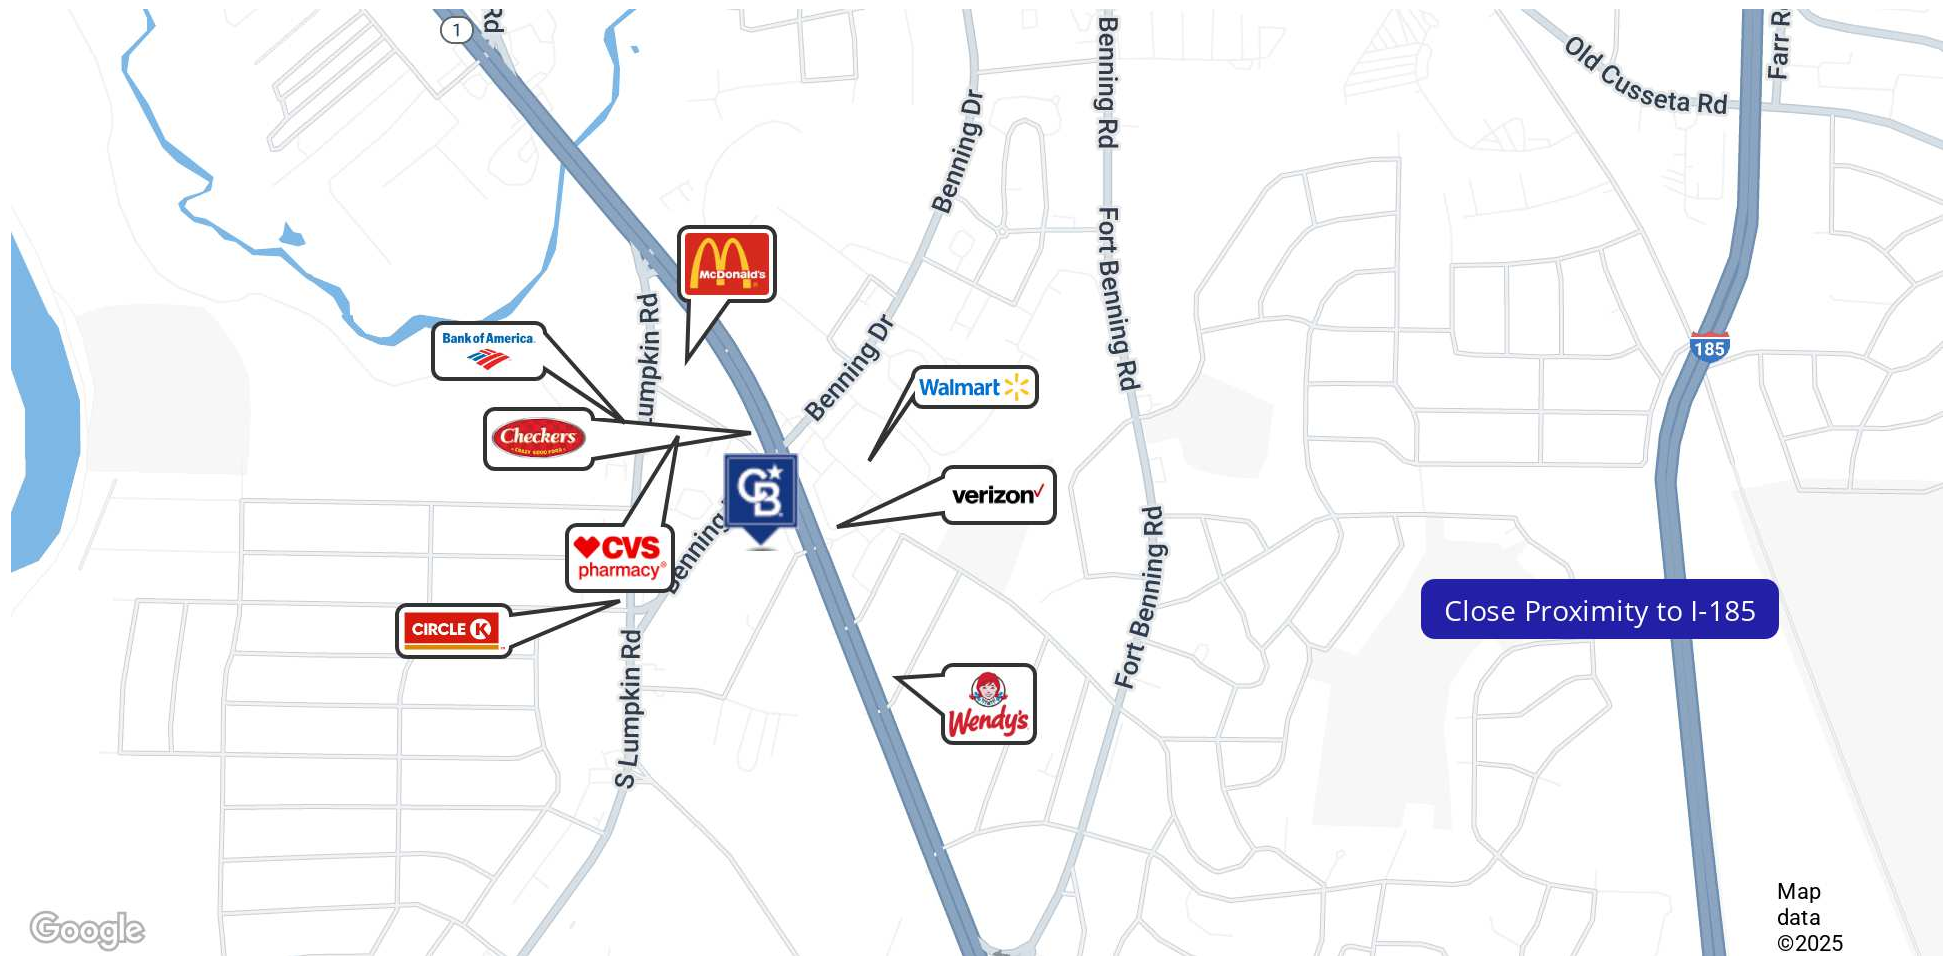 1
Rd
Benning Rd
Old Cusseta Rd
Farr R
Benning Dr
Fort Benning Rd
McDonald's
Lumpkin Rd
Bank of America
185
Benning Dr
Walmart
Checkers
verizon
CB
Benning
CVS
pharmacy®
Fort Benning Rd
Close Proximity to I-185
CIRCLE K
S Lumpkin Rd
Wendy's
Google
Map
data
©2025